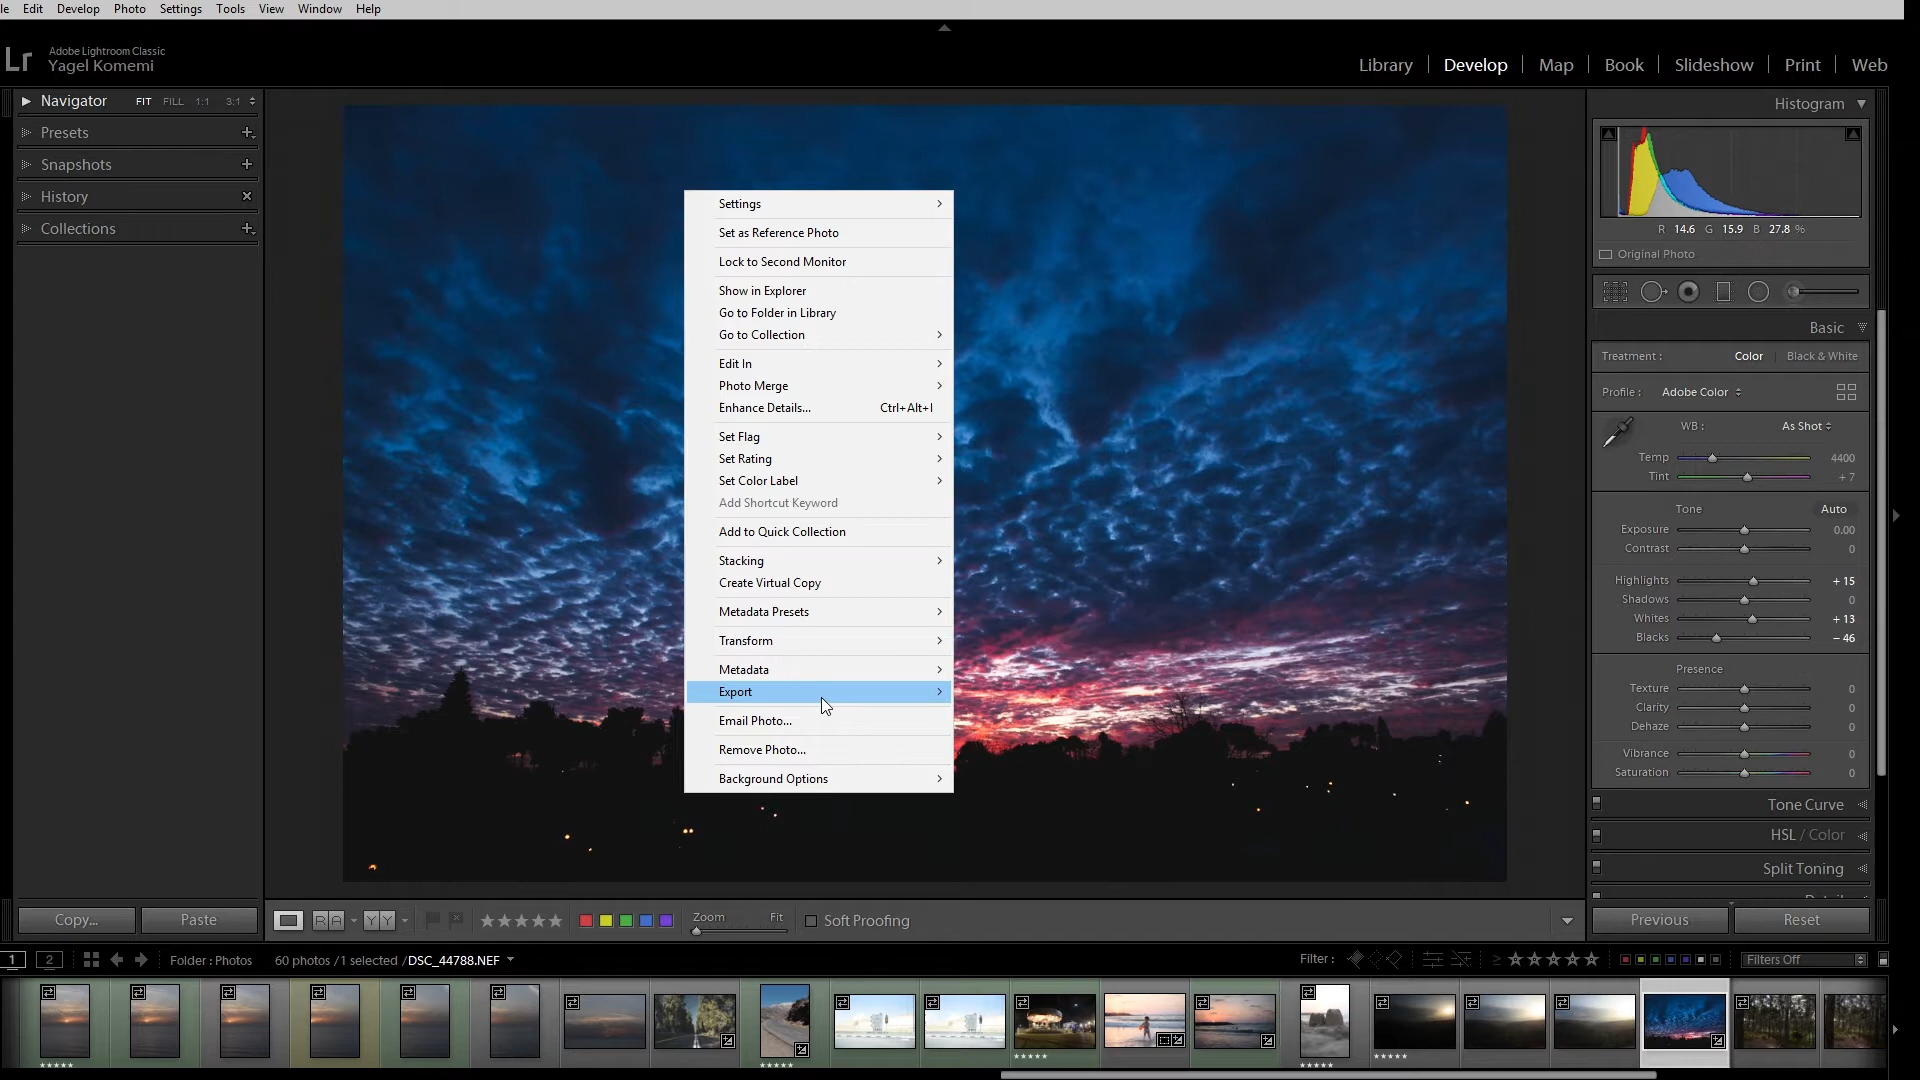 le Edit Develop Photo Settings Tools View Window Help
Lr
Adobe Lightroom Classic
Yagel Komemi
Library Develop Map Book Slideshow Print Web
Navigator FIT FILL 1:1 3:1
Presets
Snapshots
History
Collections
Settings
Set as Reference Photo
Lock to Second Monitor
Show in Explorer
Go to Folder in Library
Go to Collection
Edit In
Photo Merge
Enhance Details... Ctrl+Alt+I
Set Flag
Set Rating
Set Color Label
Add Shortcut Keyword
Add to Quick Collection
Stacking
Create Virtual Copy
Metadata Presets
Transform
Metadata
Export
Email Photo...
Remove Photo...
Background Options
Histogram
R 14.6 G 15.9 B 27.8 %
Original Photo
Basic
Treatment : Color Black & White
Profile : Adobe Color
WB : As Shot
Temp 4400
Tint + 7
Tone Auto
Exposure 0.00
Contrast 0
Highlights + 15
Shadows 0
Whites + 13
Blacks − 46
Presence
Texture 0
Clarity 0
Dehaze 0
Vibrance 0
Saturation 0
Tone Curve
HSL / Color
Split Toning
Copy... Paste
R A Y Y
Zoom Fit
Soft Proofing
Previous Reset
1 2 Folder : Photos 60 photos / 1 selected / DSC_44788.NEF
Filter : ≥ Filters Off